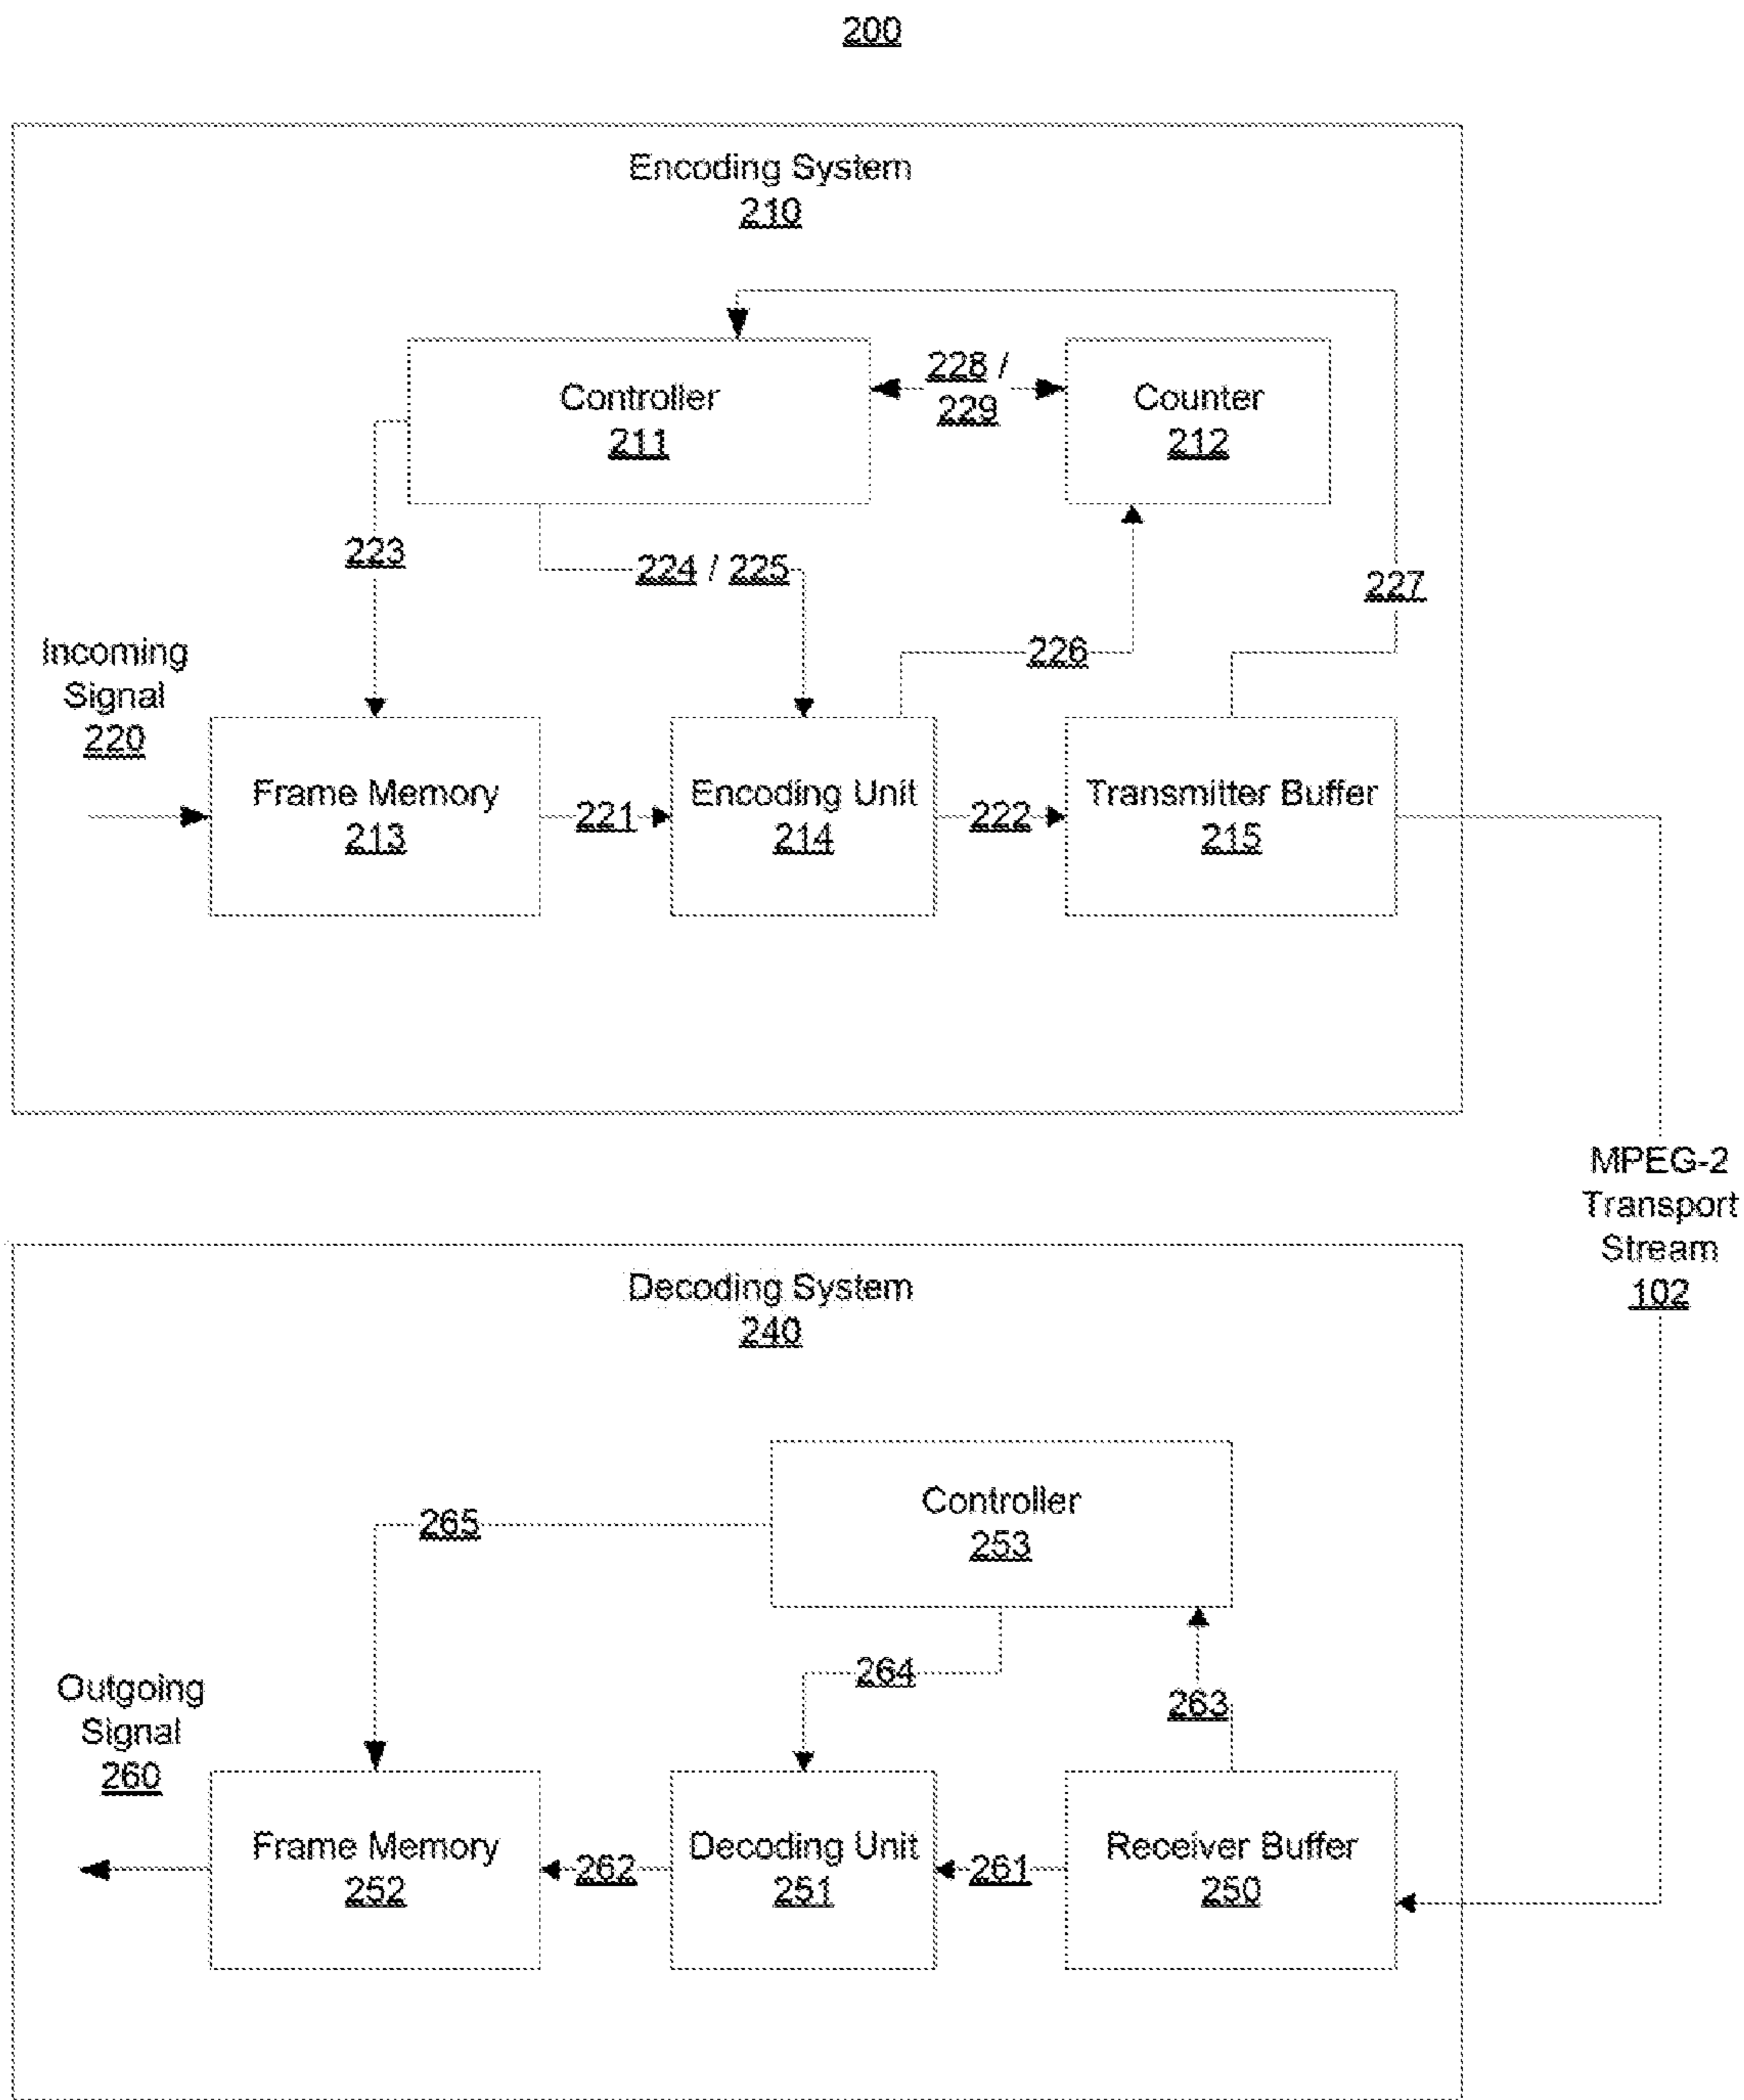 200
Encoding System
210
Controller
211
228 /
229
Counter
212
223
224 / 225
227
226
Incoming
Signal
220
Frame Memory
213
221
Encoding Unit
214
222
Transmitter Buffer
215
MPEG-2
Transport
Stream
102
Decoding System
240
Controller
253
265
264
263
Outgoing
Signal
260
Frame Memory
252
262
Decoding Unit
251
261
Receiver Buffer
250